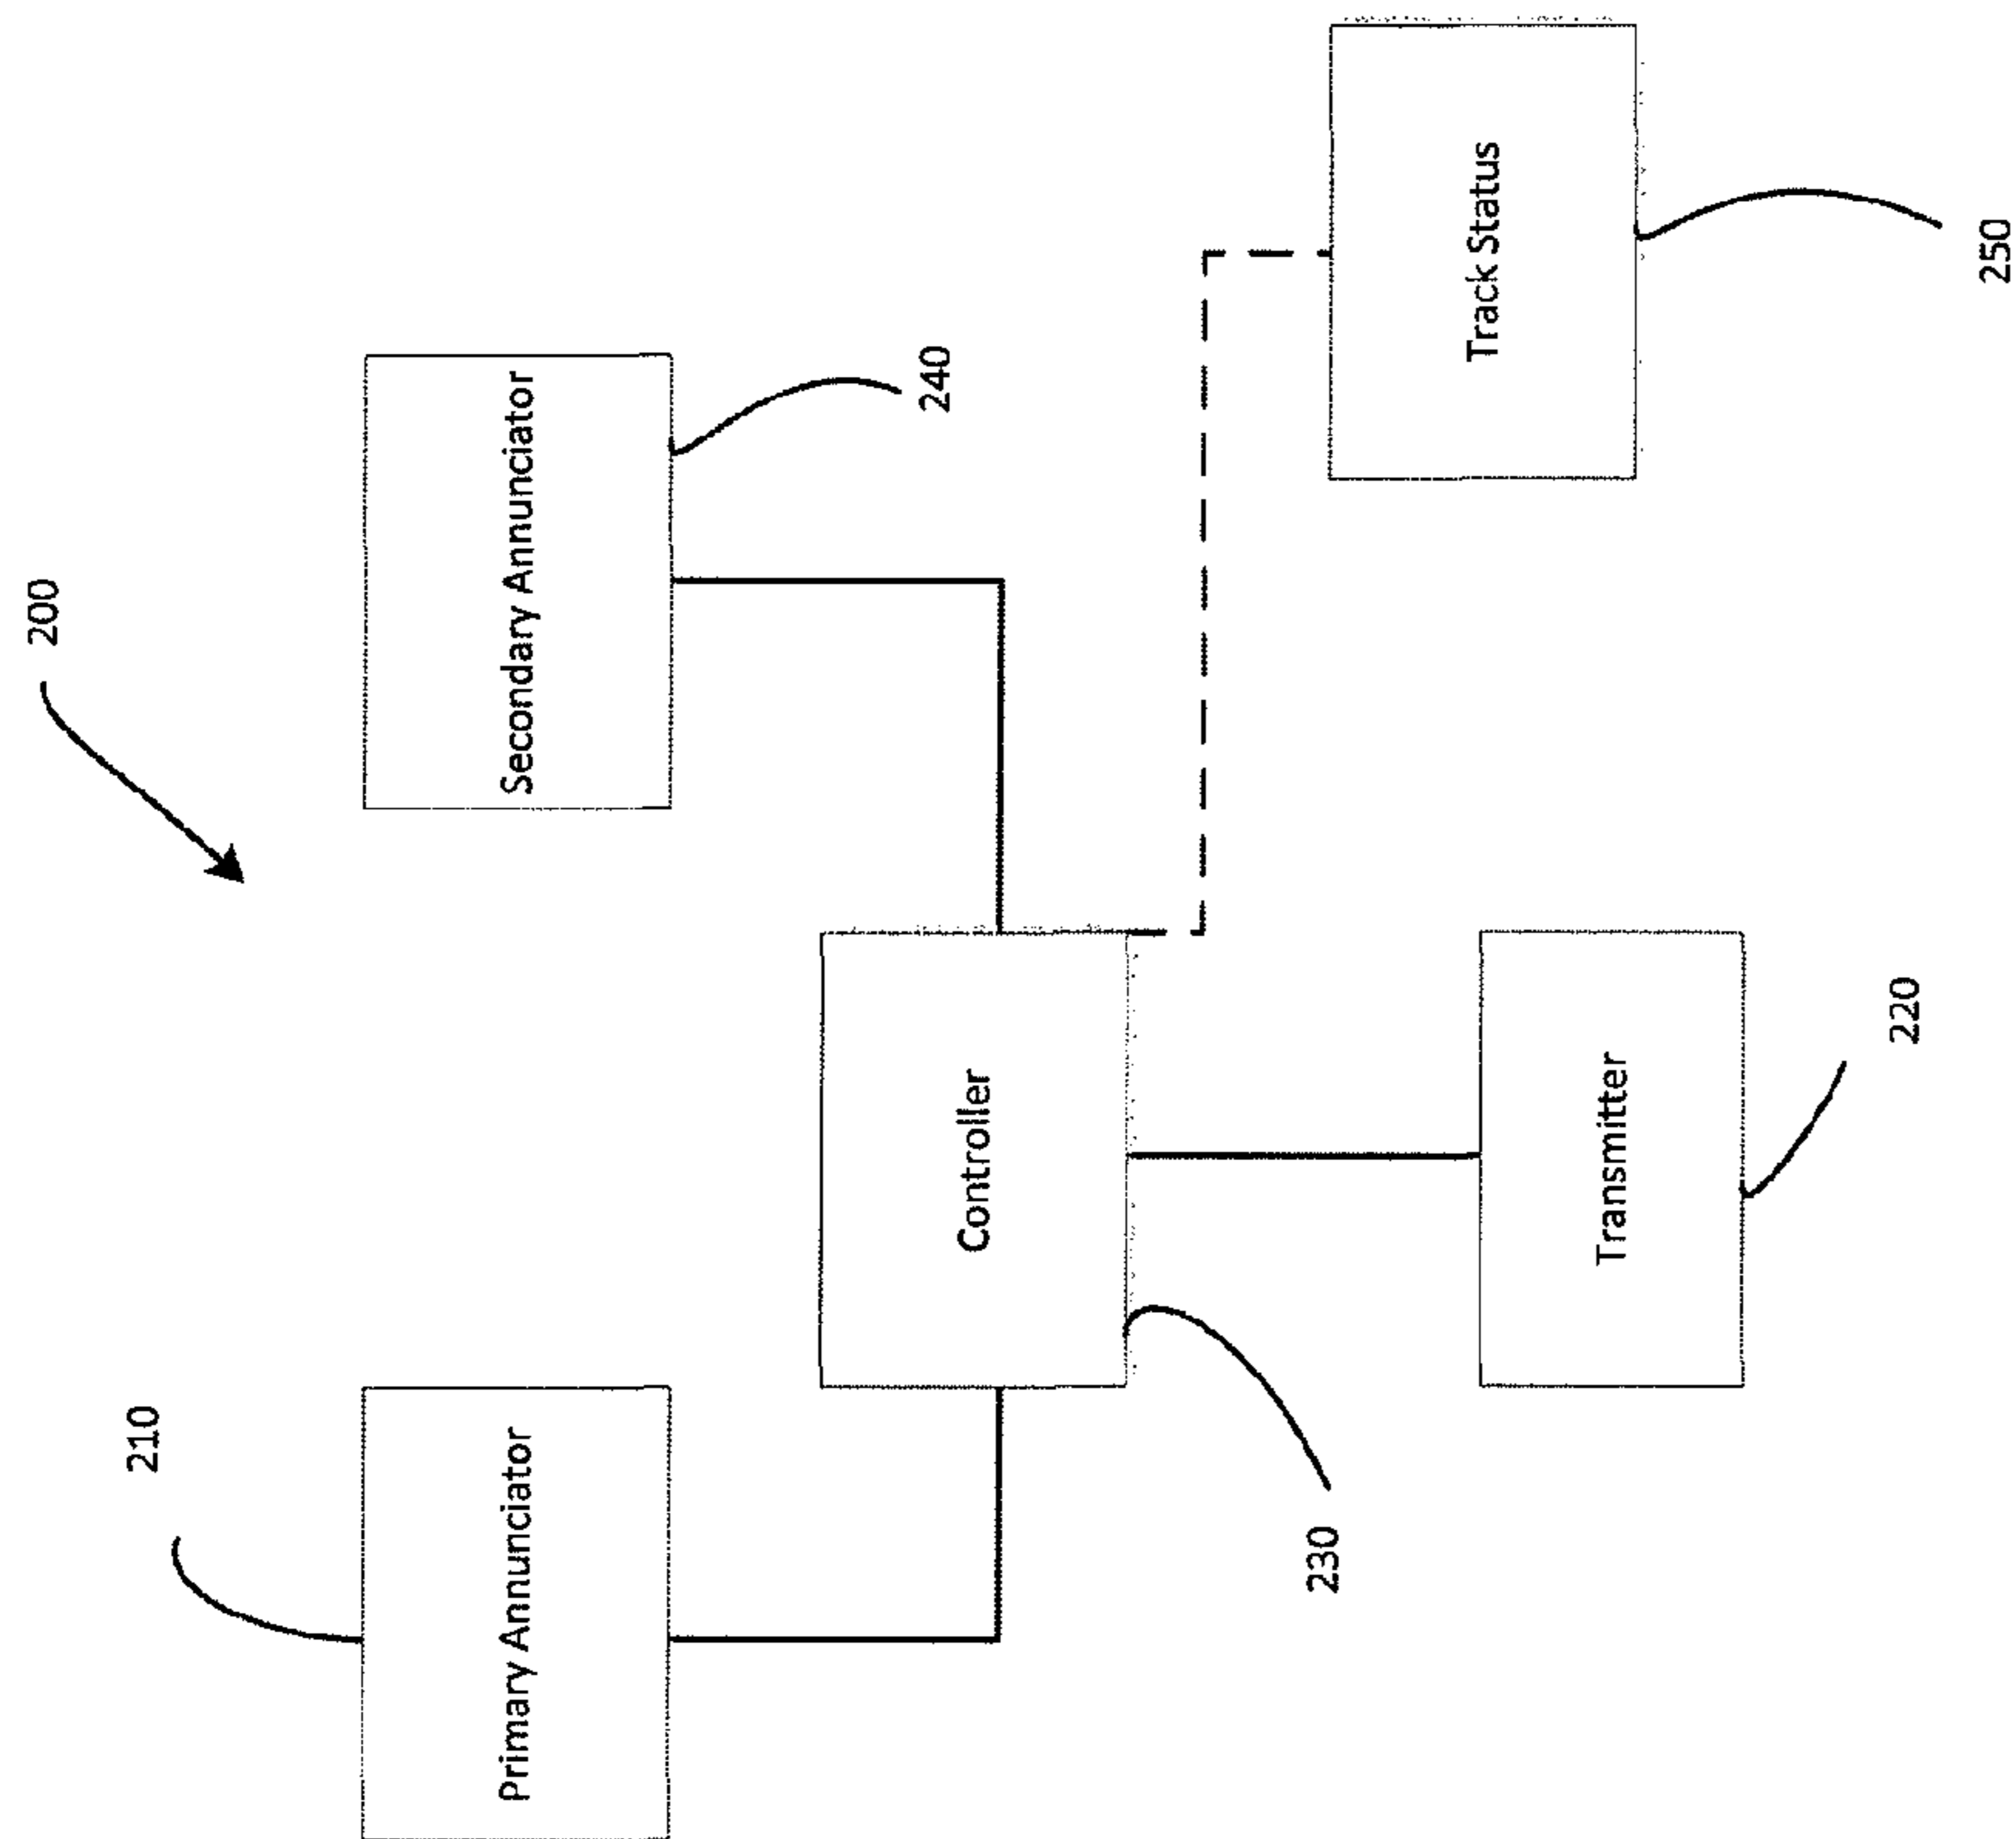 200
210
Primary Annunciator
Secondary Annunciator
240
Controller
230
Track Status
250
Transmitter
220